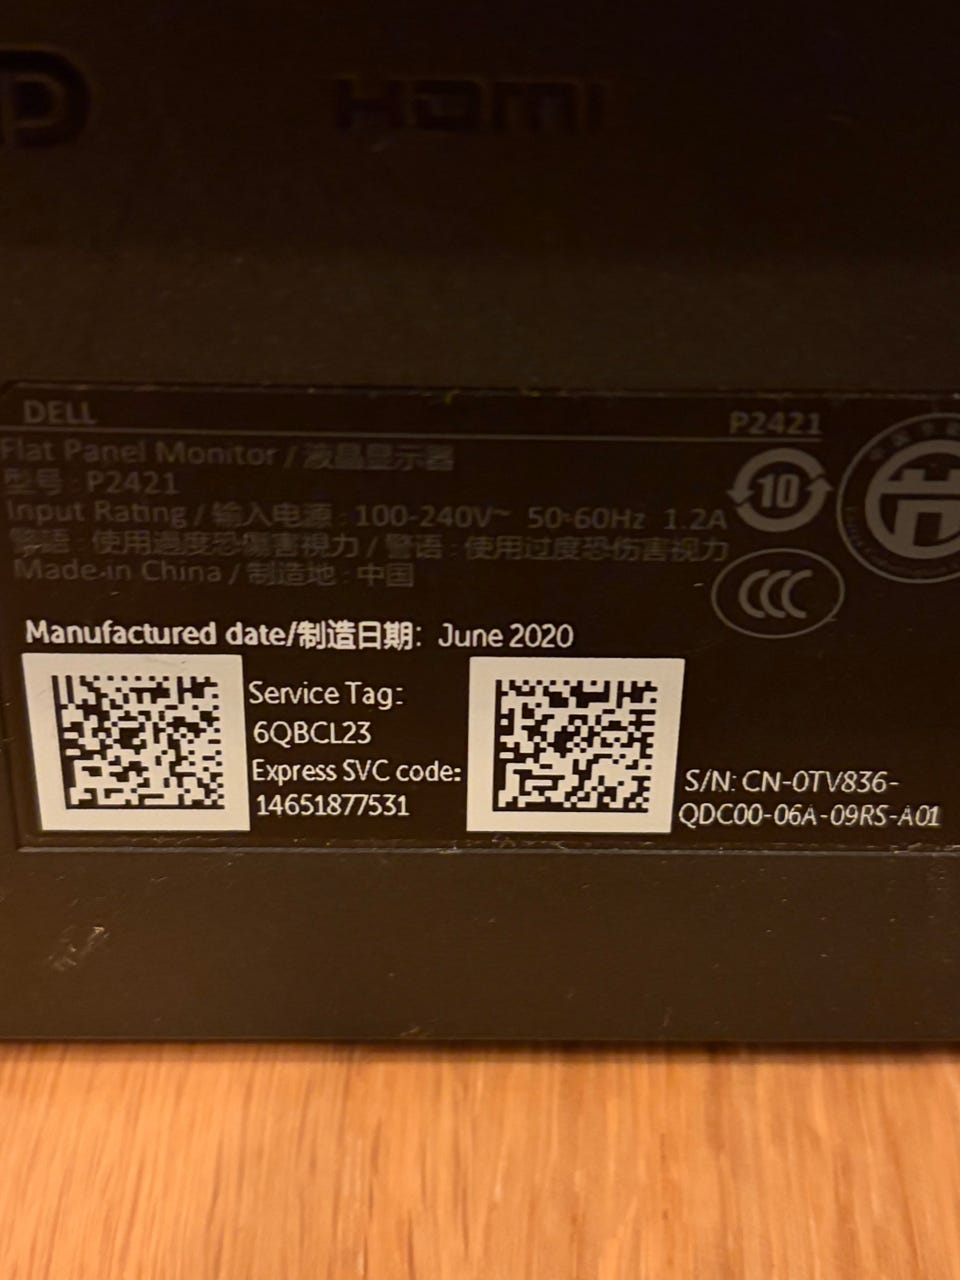 HDMI
DELL P2421
Flat Panel Monitor / 液晶显示器
型号 : P2421
10
Input Rating / 输入电源 : 100-240V~ 50-60Hz 1.2A
警語 : 使用過度恐傷害視力 / 警语 : 使用过度恐伤害视力
Made in China / 制造地 : 中国
CCC
Manufactured date/制造日期: June 2020
Service Tag:
6QBCL23
Express SVC code:
14651877531
S/N: CN-0TV836-
QDC00-06A-09RS-A01